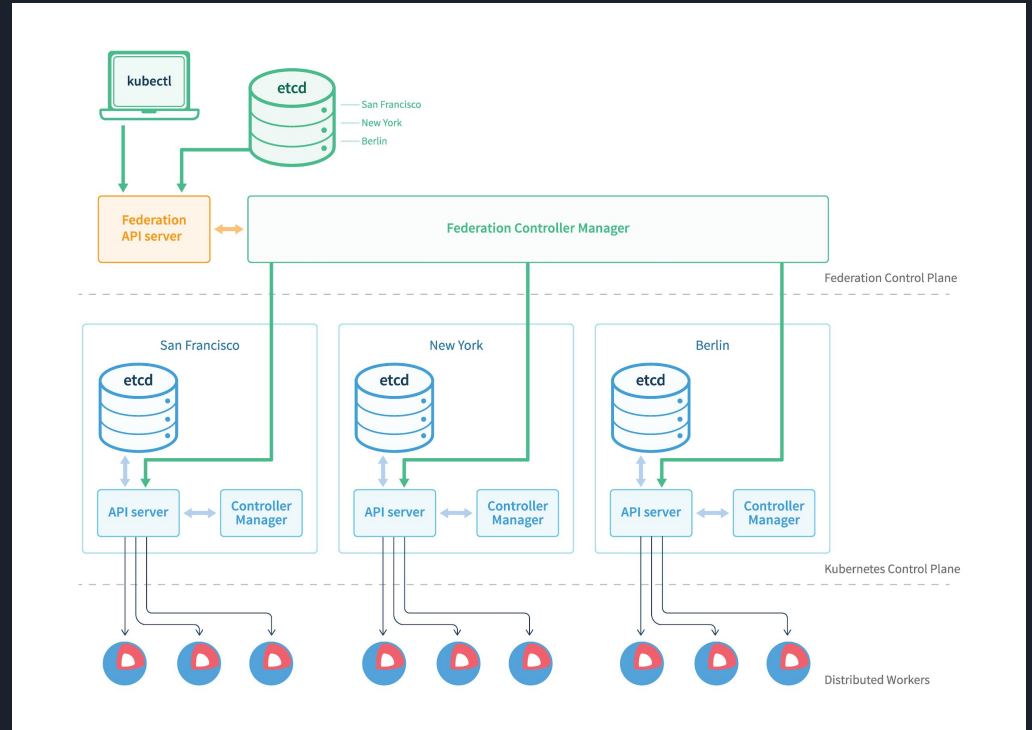 kubectl
etcd
San Francisco
New York
Berlin
Federation
API server
Federation Controller Manager
Federation Control Plane
San Francisco
New York
Berlin
etcd
etcd
etcd
API server
Controller
Manager
API server
Controller
Manager
API server
Controller
Manager
Kubernetes Control Plane
Distributed Workers